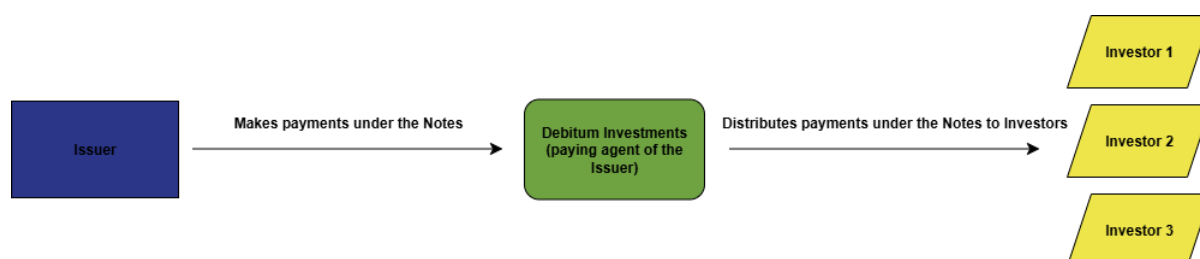 Issuer
Makes payments under the Notes
Debitum Investments
(paying agent of the
Issuer)
Distributes payments under the Notes to Investors
Investor 1
Investor 2
Investor 3